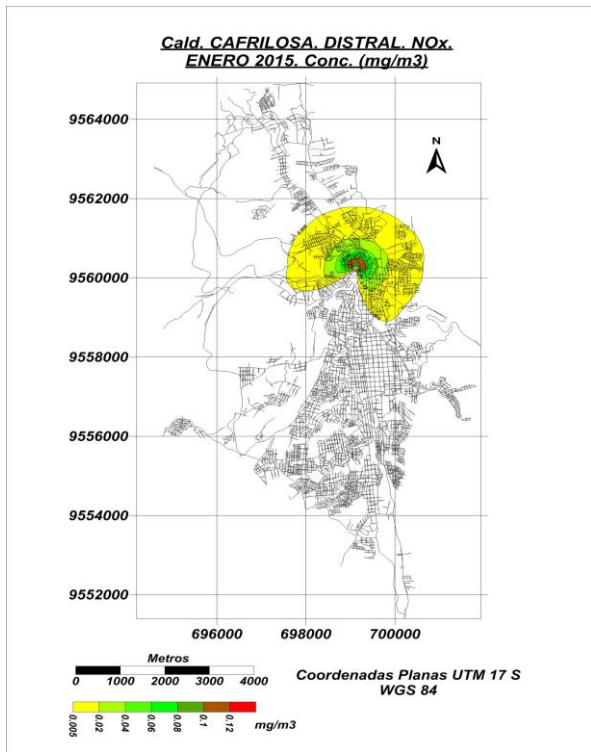 Cald. CAFRILOSA. DISTRAL. NOx.
ENERO 2015. Conc. (mg/m3)
N
9564000
9562000
9560000
9558000
9556000
9554000
9552000
696000 698000 700000
Metros
0 1000 2000 3000 4000
Coordenadas Planas UTM 17 S
WGS 84
0.005 0.02 0.04 0.06 0.08 0.1 0.12
mg/m3